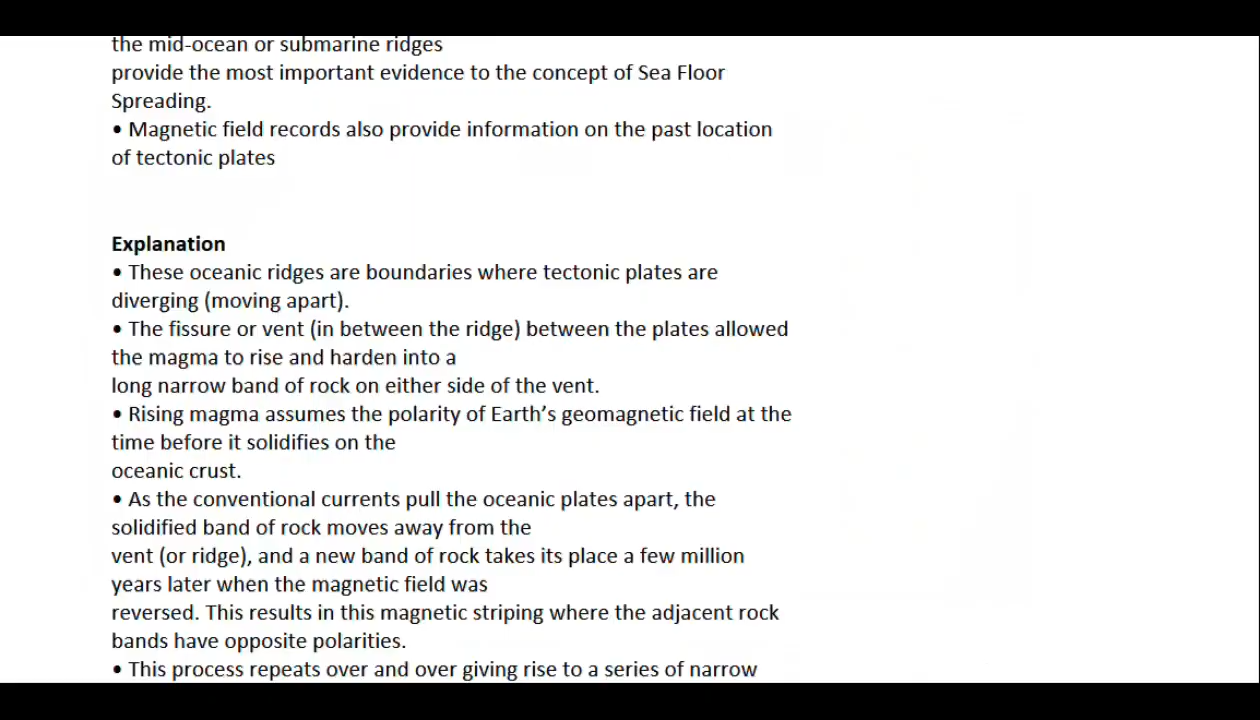 the mid-ocean or submarine ridges
provide the most important evidence to the concept of Sea Floor
Spreading.
• Magnetic field records also provide information on the past location
of tectonic plates
Explanation
• These oceanic ridges are boundaries where tectonic plates are
diverging (moving apart).
• The fissure or vent (in between the ridge) between the plates allowed
the magma to rise and harden into a
long narrow band of rock on either side of the vent.
• Rising magma assumes the polarity of Earth’s geomagnetic field at the
time before it solidifies on the
oceanic crust.
• As the conventional currents pull the oceanic plates apart, the
solidified band of rock moves away from the
vent (or ridge), and a new band of rock takes its place a few million
years later when the magnetic field was
reversed. This results in this magnetic striping where the adjacent rock
bands have opposite polarities.
• This process repeats over and over giving rise to a series of narrow